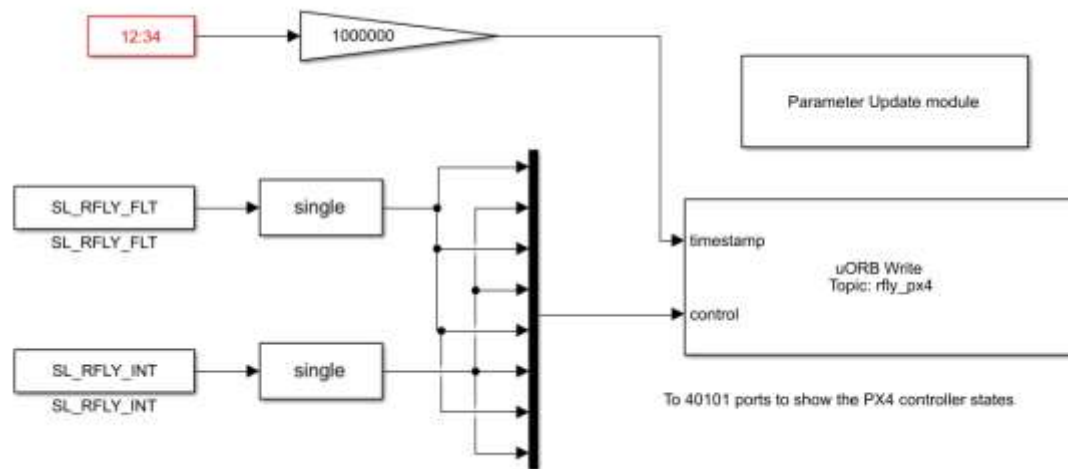 12:34
1000000
Parameter Update module
SL_RFLY_FLT
single
SL_RFLY_FLT
timestamp
uORB Write
Topic: rfly_px4
control
SL_RFLY_INT
single
SL_RFLY_INT
To 40101 ports to show the PX4 controller states